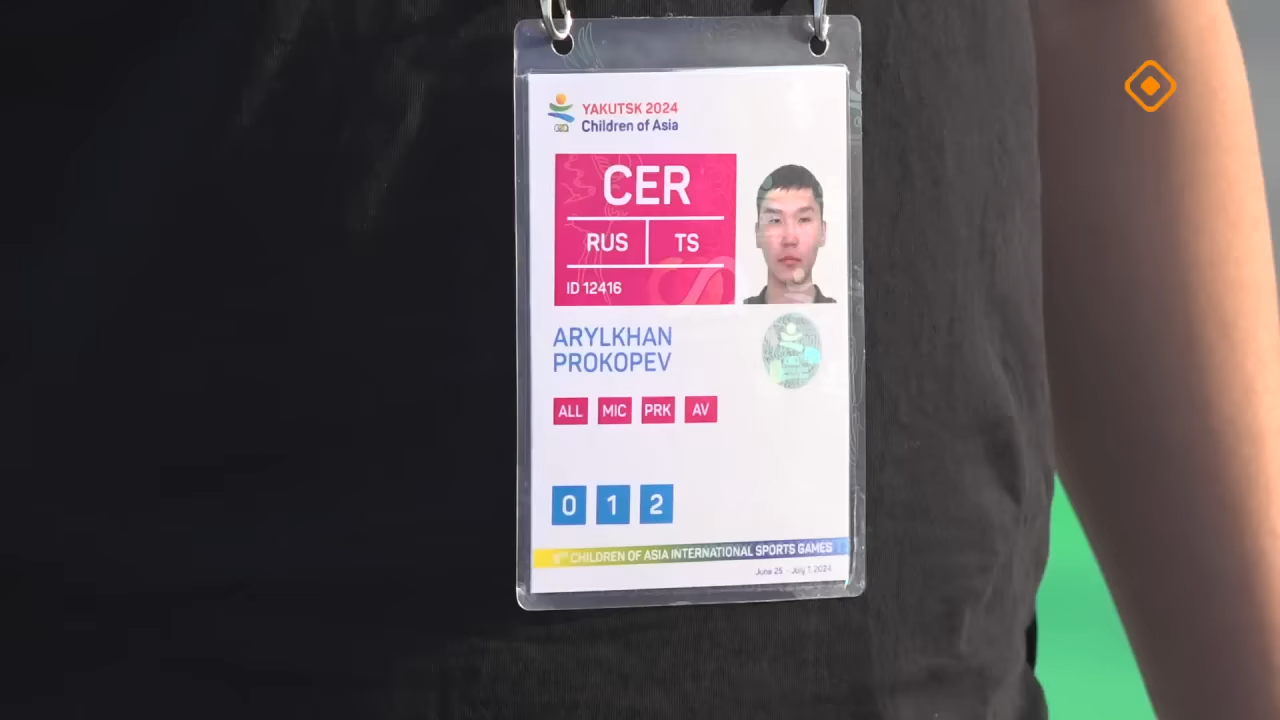 YAKUTSK 2024
Children of Asia
CER
RUS TS
ID 12416
ARYLKHAN
PROKOPEV
ALL MIC PRK AV
0 1 2
8TH CHILDREN OF ASIA INTERNATIONAL SPORTS GAMES
June 25 - July 7 2024